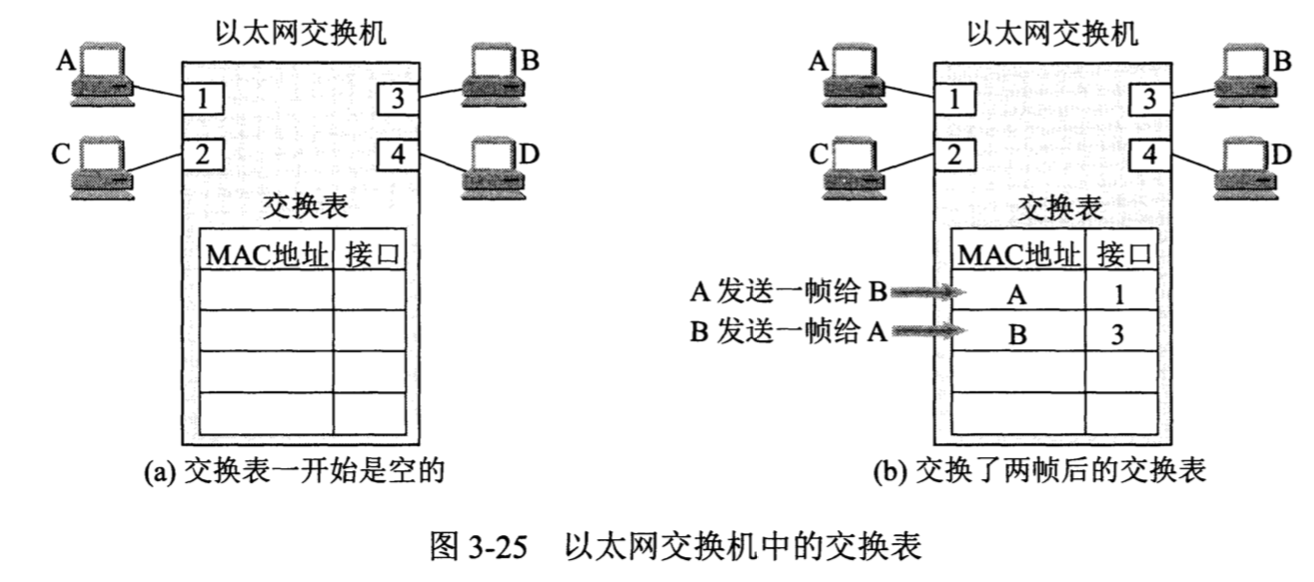 以太网交换机
A
B
1
3
C
2
4
D
交换表
MAC地址 接口
(a) 交换表一开始是空的
以太网交换机
A
B
1
3
C
2
4
D
交换表
MAC地址 接口
A 发送一帧给 B A 1
B 发送一帧给 A B 3
(b) 交换了两帧后的交换表
图 3-25 以太网交换机中的交换表